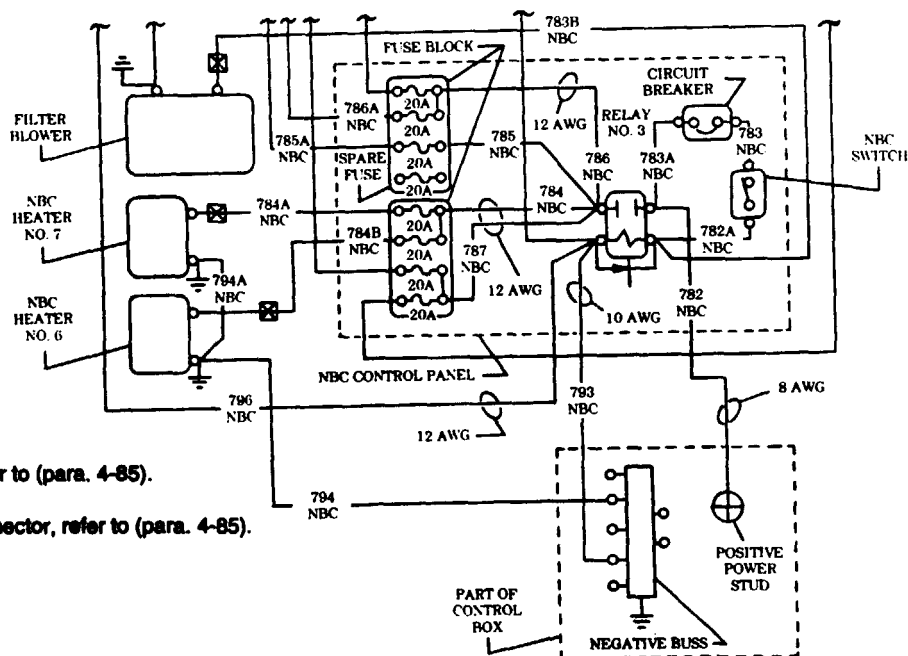 783B
NBC
FUSE BLOCK
CIRCUIT
BREAKER
FILTER
BLOWER
786A
NBC
20A
12 AWG
RELAY
NO. 3
785A
NBC
20A
785
NBC
786
NBC
783A
NBC
783
NBC
NBC
SWITCH
SPARE
FUSE
20A
20A
NBC
HEATER
NO. 7
784A
NBC
784
NBC
782A
NBC
784B
NBC
20A
787
NBC
794A
NBC
20A
12 AWG
782
NBC
NBC
HEATER
NO. 6
20A
10 AWG
NBC CONTROL PANEL
796
NBC
793
NBC
8 AWG
12 AWG
r to (para. 4-85).
794
NBC
nector, refer to (para. 4-85).
POSITIVE
POWER
STUD
PART OF
CONTROL
BOX
NEGATIVE BUSS